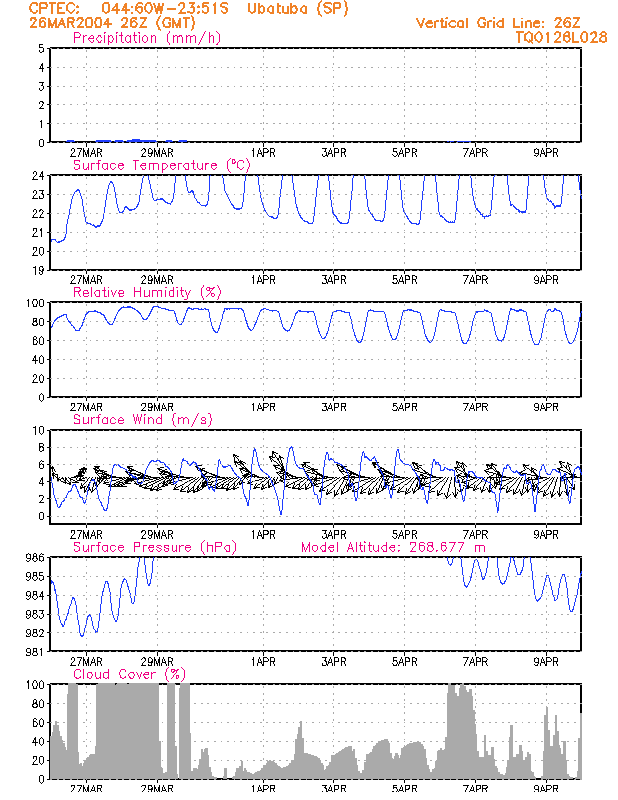 CPTEC: 044:60W-23:51S Ubatuba (SP)
26MAR2004 26Z (GMT) Vertical Grid Line: 26Z
Precipitation (mm/h) TQ0126L028
5
4
3
2
1
0
27MAR 29MAR 1APR 3APR 5APR 7APR 9APR
Surface Temperature (°C)
24
23
22
21
20
19
27MAR 29MAR 1APR 3APR 5APR 7APR 9APR
Relative Humidity (%)
100
80
60
40
20
0
27MAR 29MAR 1APR 3APR 5APR 7APR 9APR
Surface Wind (m/s)
10
8
6
4
2
0
27MAR 29MAR 1APR 3APR 5APR 7APR 9APR
Surface Pressure (hPa) Model Altitude: 268.677 m
986
985
984
983
982
981
27MAR 29MAR 1APR 3APR 5APR 7APR 9APR
Cloud Cover (%)
100
80
60
40
20
0
27MAR 29MAR 1APR 3APR 5APR 7APR 9APR